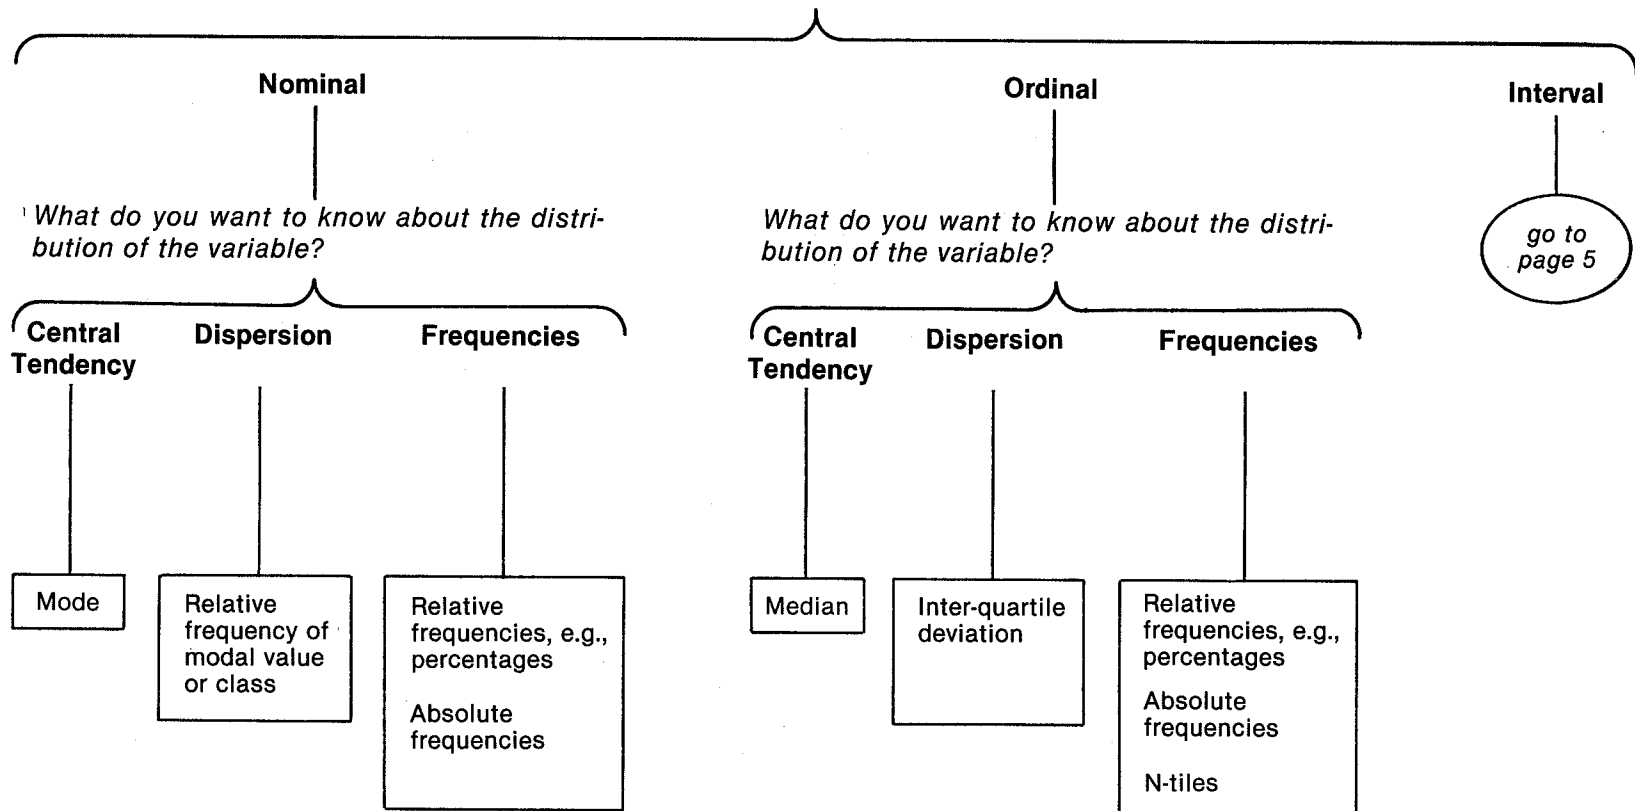 Nominal
Ordinal
Interval
What do you want to know about the distri-
bution of the variable?
What do you want to know about the distri-
bution of the variable?
go to
page 5
Central
Tendency
Dispersion
Frequencies
Central
Tendency
Dispersion
Frequencies
Mode
Relative
frequency of
modal value
or class
Relative
frequencies, e.g.,
percentages
Absolute
frequencies
Median
Inter-quartile
deviation
Relative
frequencies, e.g.,
percentages
Absolute
frequencies
N-tiles